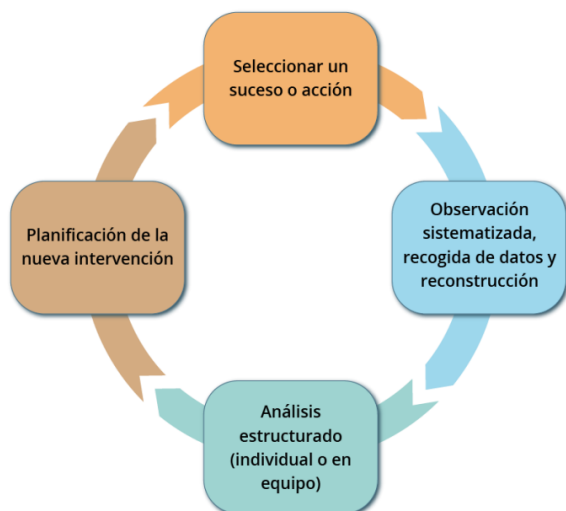 Seleccionar un
suceso o acción
Observación
sistematizada,
recogida de datos y
reconstrucción
Análisis
estructurado
(individual o en
equipo)
Planificación de la
nueva intervención